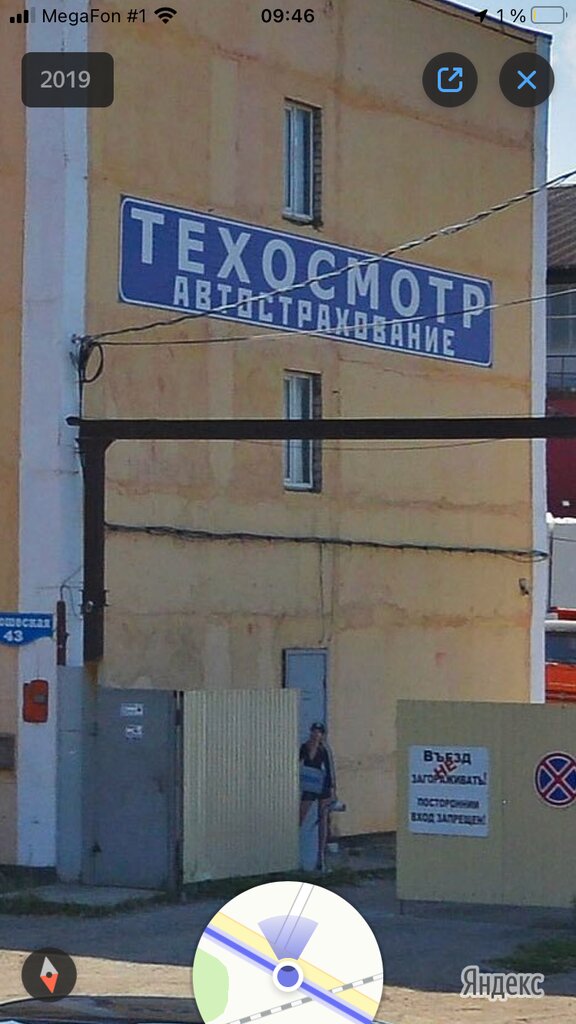 MegaFon #1
09:46
1 %
2019
ТЕХОСМОТР
АВТОСТРАХОВАНИЕ
43
ВЪЕЗД
НЕ
ЗАГОРАЖИВАТЬ!
ПОСТОРОННИМ
ВХОД ЗАПРЕЩЕН!
Яндекс